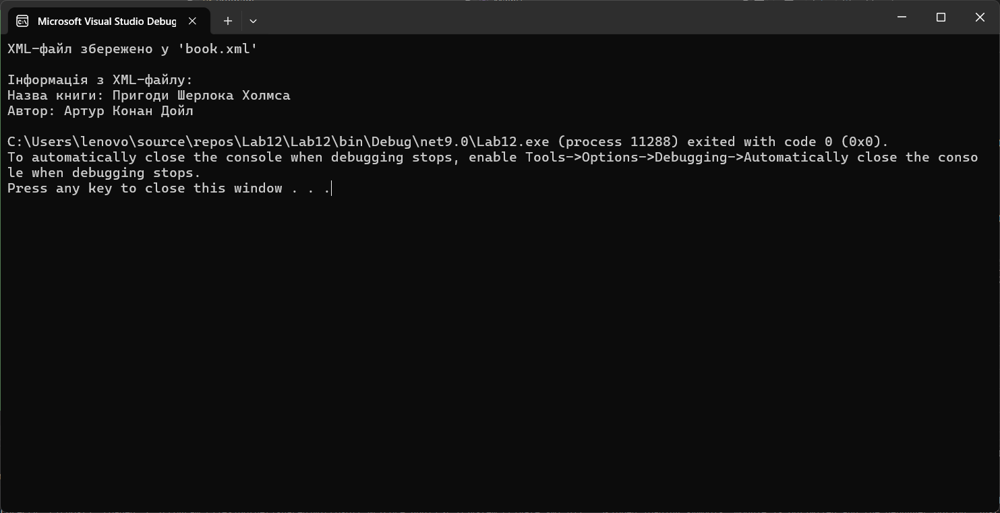 Microsoft Visual Studio Debug
XML-файл збережено у 'book.xml'
Інформація з XML-файлу:
Назва книги: Пригоди Шерлока Холмса
Автор: Артур Конан Дойл
C:\Users\lenovo\source\repos\Lab12\Lab12\bin\Debug\net9.0\Lab12.exe (process 11288) exited with code 0 (0x0).
To automatically close the console when debugging stops, enable Tools->Options->Debugging->Automatically close the conso
le when debugging stops.
Press any key to close this window . . .